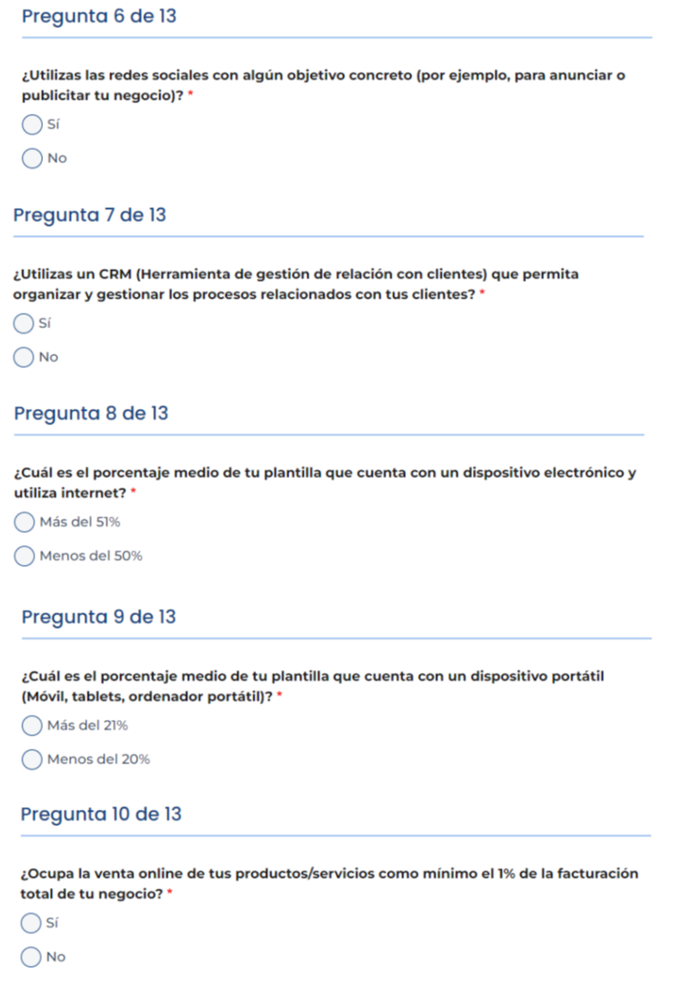 Pregunta 6 de 13
¿Utilizas las redes sociales con algún objetivo concreto (por ejemplo, para anunciar o
publicitar tu negocio)? *
Sí
No
Pregunta 7 de 13
¿Utilizas un CRM (Herramienta de gestión de relación con clientes) que permita
organizar y gestionar los procesos relacionados con tus clientes? *
Sí
No
Pregunta 8 de 13
¿Cuál es el porcentaje medio de tu plantilla que cuenta con un dispositivo electrónico y
utiliza internet? *
Más del 51%
Menos del 50%
Pregunta 9 de 13
¿Cuál es el porcentaje medio de tu plantilla que cuenta con un dispositivo portátil
(Móvil, tablets, ordenador portátil)? *
Más del 21%
Menos del 20%
Pregunta 10 de 13
¿Ocupa la venta online de tus productos/servicios como mínimo el 1% de la facturación
total de tu negocio? *
Sí
No